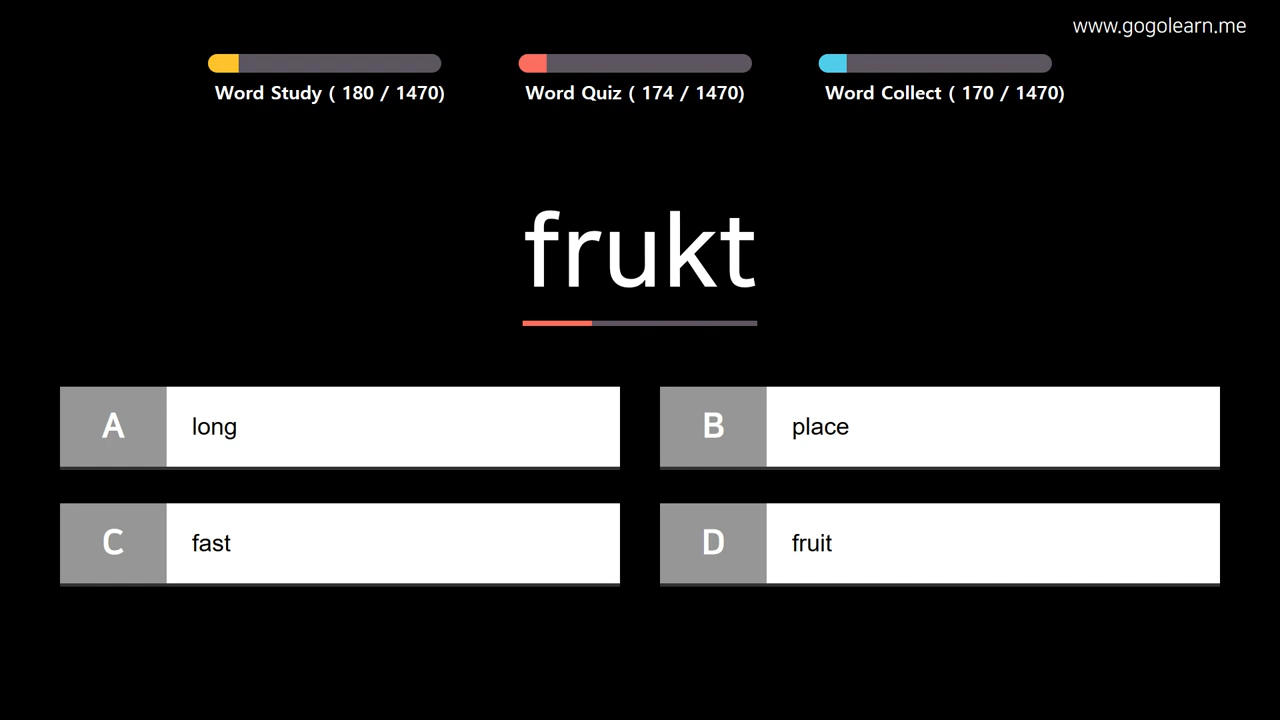 www.gogolearn.me
Word Study ( 180 / 1470)
Word Quiz ( 174 / 1470)
Word Collect ( 170 / 1470)
frukt
A long
B place
C fast
D fruit